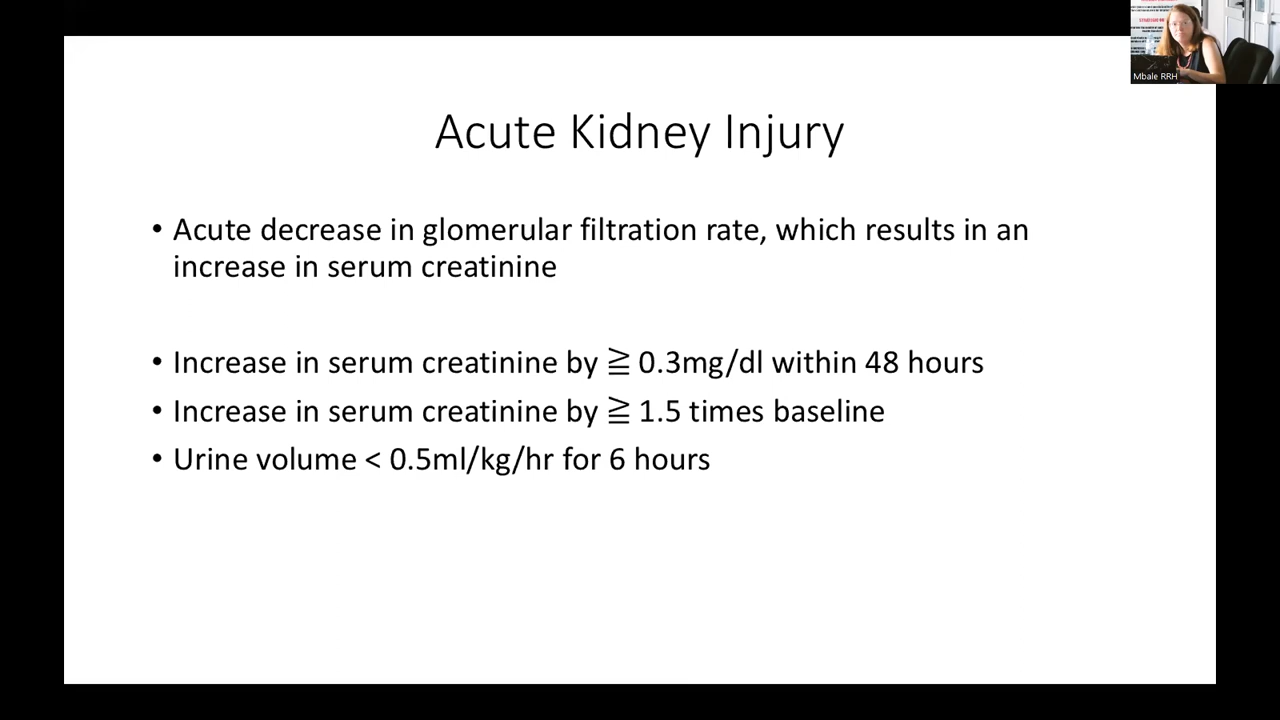 Acute Kidney Injury
• Acute decrease in glomerular filtration rate, which results in an
increase in serum creatinine
• Increase in serum creatinine by ≧ 0.3mg/dl within 48 hours
• Increase in serum creatinine by ≧ 1.5 times baseline
• Urine volume < 0.5ml/kg/hr for 6 hours
Mbale RRH